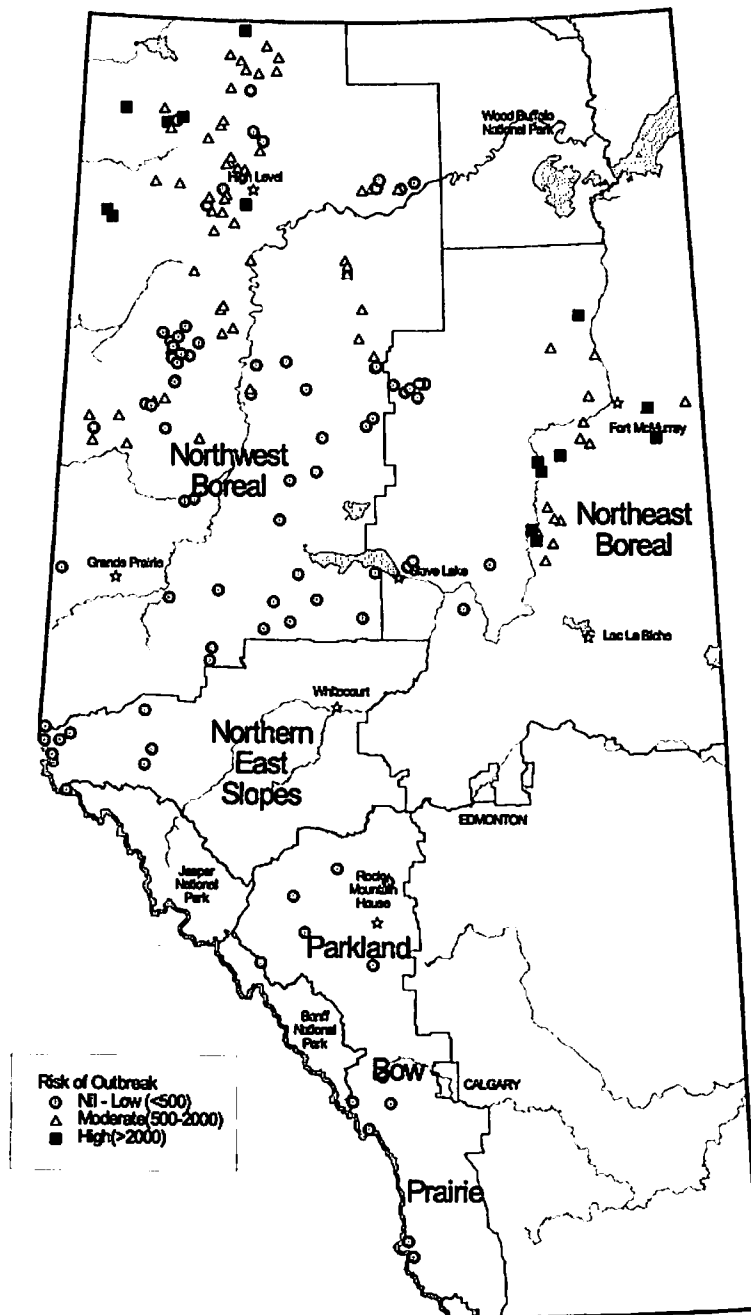 Wood Buffalo
National Park
High Level
Fort McMurray
Northwest
Boreal
Northeast
Boreal
Grande Prairie
Slave Lake
Lac La Biche
Whitecourt
Northern
East
Slopes
EDMONTON
Jasper
National
Park
Rocky
Mountain
House
Parkland
Banff
National
Park
Bow
CALGARY
Risk of Outbreak
Nil - Low (<500)
Moderate(500-2000)
High(>2000)
Prairie